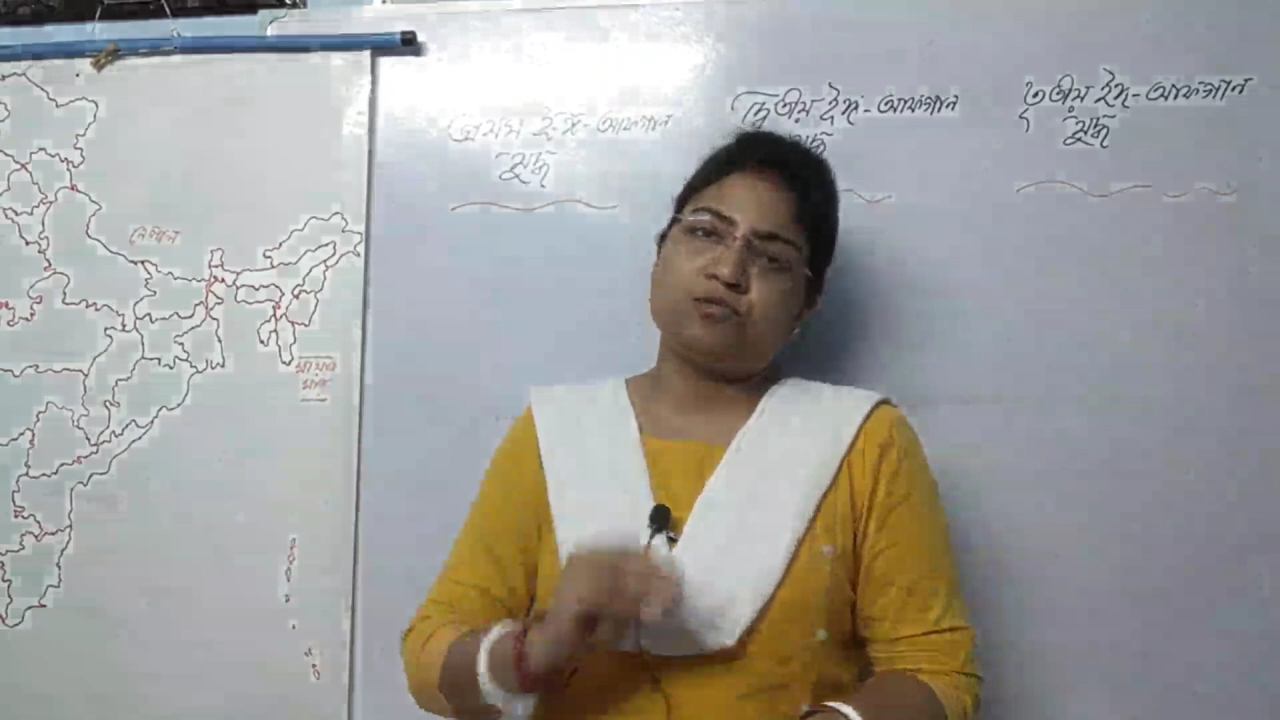 প্রথম ইঙ্গ-আফগান
যুদ্ধ
দ্বিতীয় ইঙ্গ-আফগান
যুদ্ধ
তৃতীয় ইঙ্গ-আফগান
যুদ্ধ
নেপাল